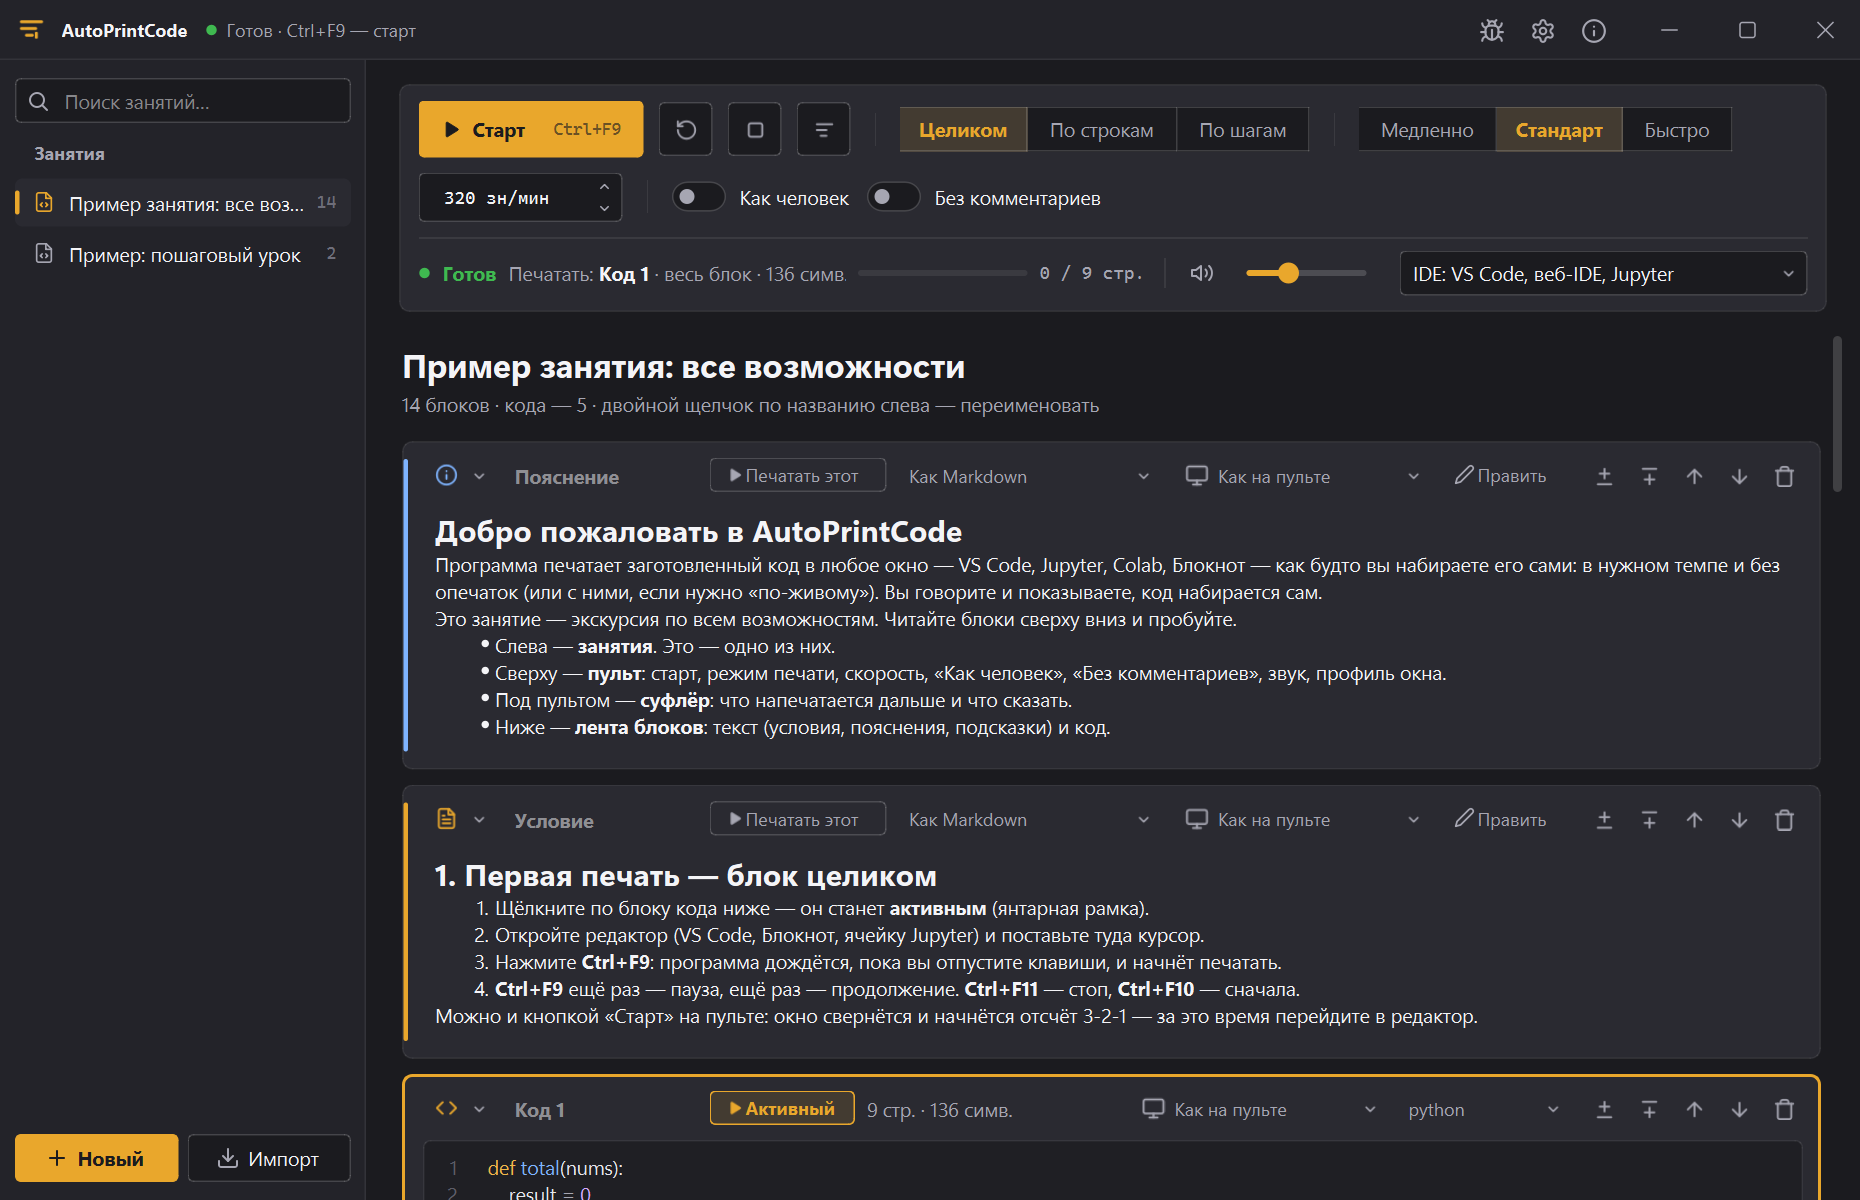 AutoPrintCode
Готов · Ctrl+F9 — старт
Поиск занятий...
Занятия
Пример занятия: все воз... 14
Пример: пошаговый урок 2
Новый
Импорт
Старт Ctrl+F9
Целиком По строкам По шагам
Медленно Стандарт Быстро
320 зн/мин
Как человек
Без комментариев
Готов Печатать: Код 1 · весь блок · 136 симв. 0 / 9 стр.
IDE: VS Code, веб-IDE, Jupyter
Пример занятия: все возможности
14 блоков · кода — 5 · двойной щелчок по названию слева — переименовать
Пояснение Печатать этот Как Markdown Как на пульте Править
Добро пожаловать в AutoPrintCode
Программа печатает заготовленный код в любое окно — VS Code, Jupyter, Colab, Блокнот — как будто вы набираете его сами: в нужном темпе и без
опечаток (или с ними, если нужно «по-живому»). Вы говорите и показываете, код набирается сам.
Это занятие — экскурсия по всем возможностям. Читайте блоки сверху вниз и пробуйте.
• Слева — занятия. Это — одно из них.
• Сверху — пульт: старт, режим печати, скорость, «Как человек», «Без комментариев», звук, профиль окна.
• Под пультом — суфлёр: что напечатается дальше и что сказать.
• Ниже — лента блоков: текст (условия, пояснения, подсказки) и код.
Условие Печатать этот Как Markdown Как на пульте Править
1. Первая печать — блок целиком
1. Щёлкните по блоку кода ниже — он станет активным (янтарная рамка).
2. Откройте редактор (VS Code, Блокнот, ячейку Jupyter) и поставьте туда курсор.
3. Нажмите Ctrl+F9: программа дождётся, пока вы отпустите клавиши, и начнёт печатать.
4. Ctrl+F9 ещё раз — пауза, ещё раз — продолжение. Ctrl+F11 — стоп, Ctrl+F10 — сначала.
Можно и кнопкой «Старт» на пульте: окно свернётся и начнётся отсчёт 3-2-1 — за это время перейдите в редактор.
Код 1 Активный 9 стр. · 136 симв. Как на пульте python
1 def total(nums):
2 result = 0